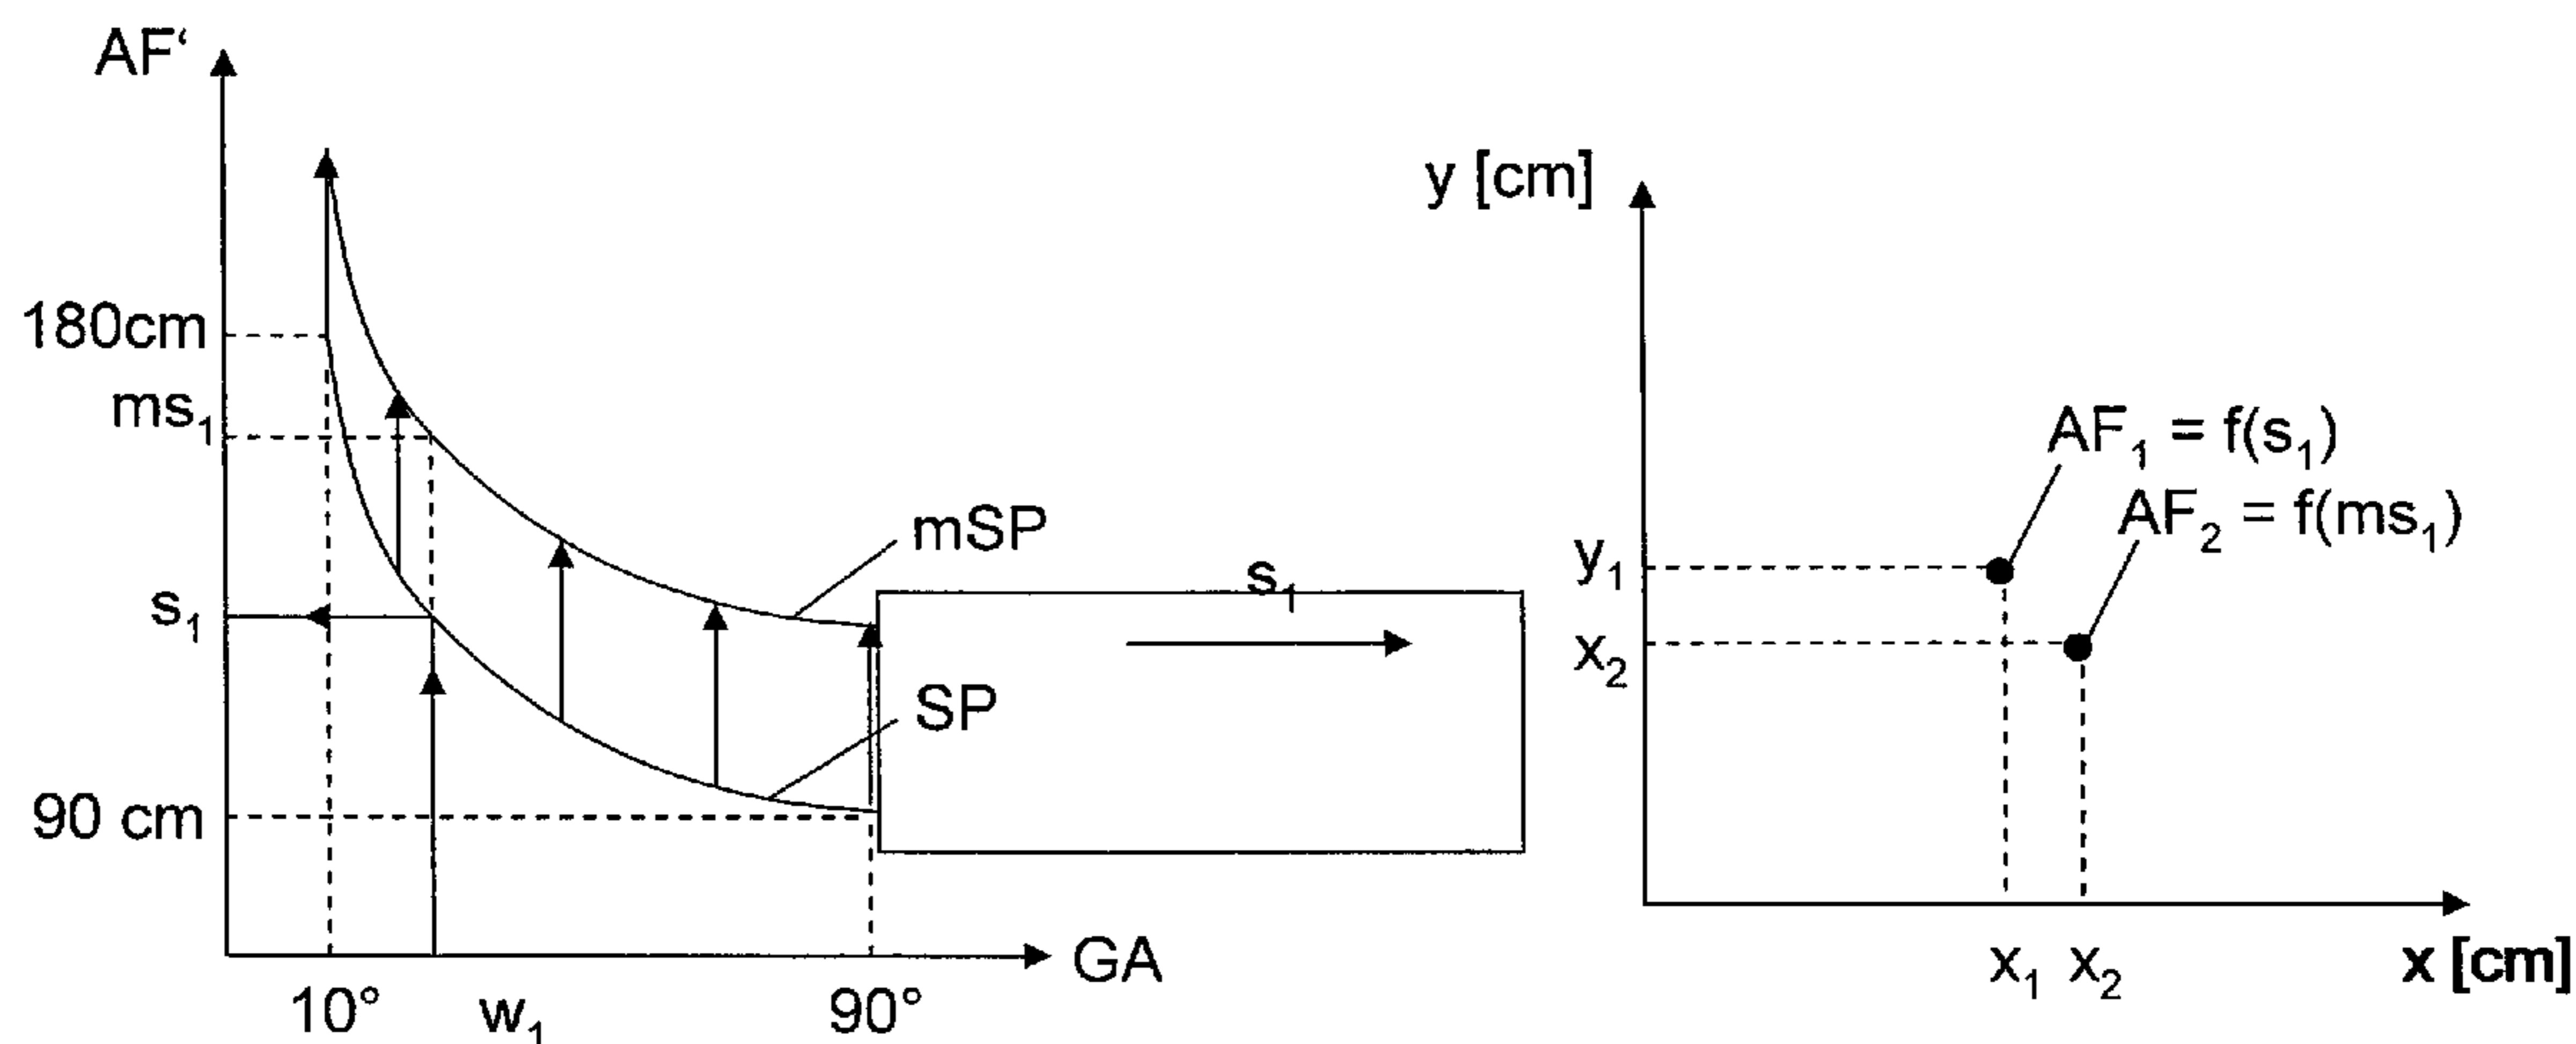 AF‘
180cm
ms₁
s₁
90 cm
10°
w₁
90°
GA
mSP
SP
s₁
y [cm]
AF₁ = f(s₁)
AF₂ = f(ms₁)
y₁
x₂
x₁ x₂
x [cm]